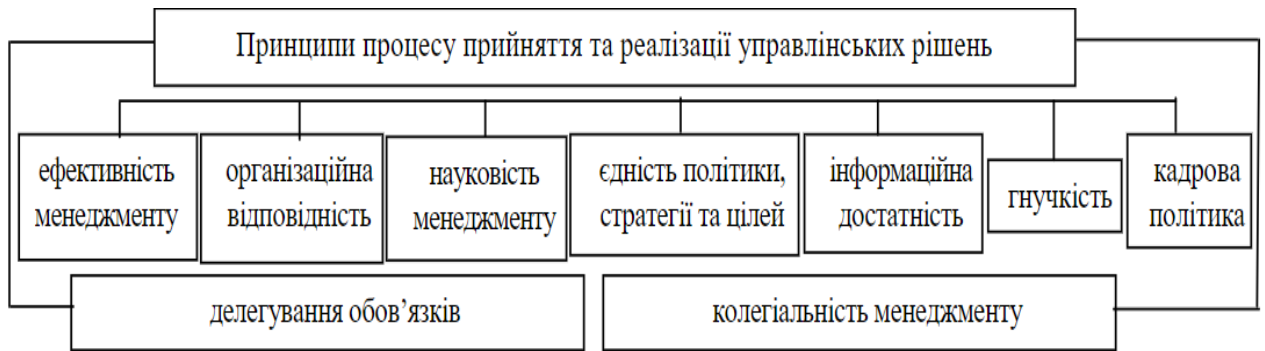 Принципи процесу прийняття та реалізації управлінських рішень
ефективність
менеджменту
організаційна
відповідність
науковість
менеджменту
єдність політики,
стратегії та цілей
інформаційна
достатність
гнучкість
кадрова
політика
делегування обов’язків
колегіальність менеджменту